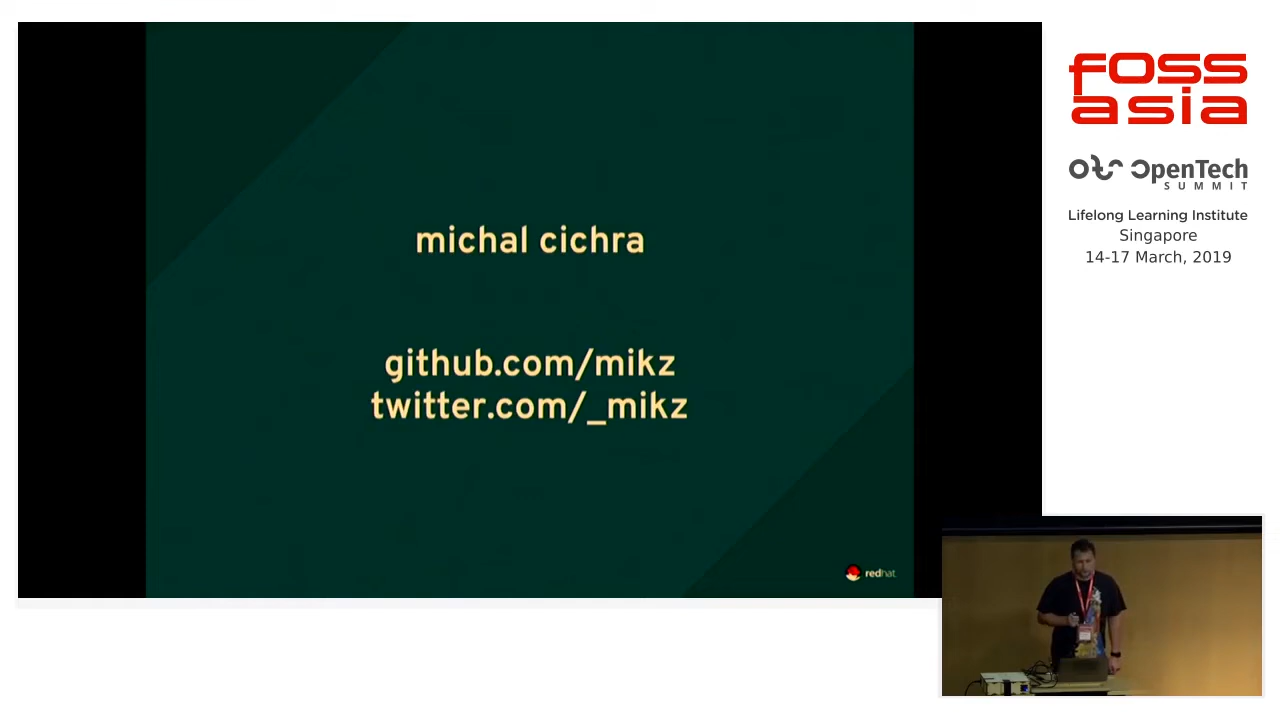 michal cichra
github.com/mikz
twitter.com/_mikz
redhat.
foss
asia
OpenTech
SUMMIT
Lifelong Learning Institute
Singapore
14-17 March, 2019